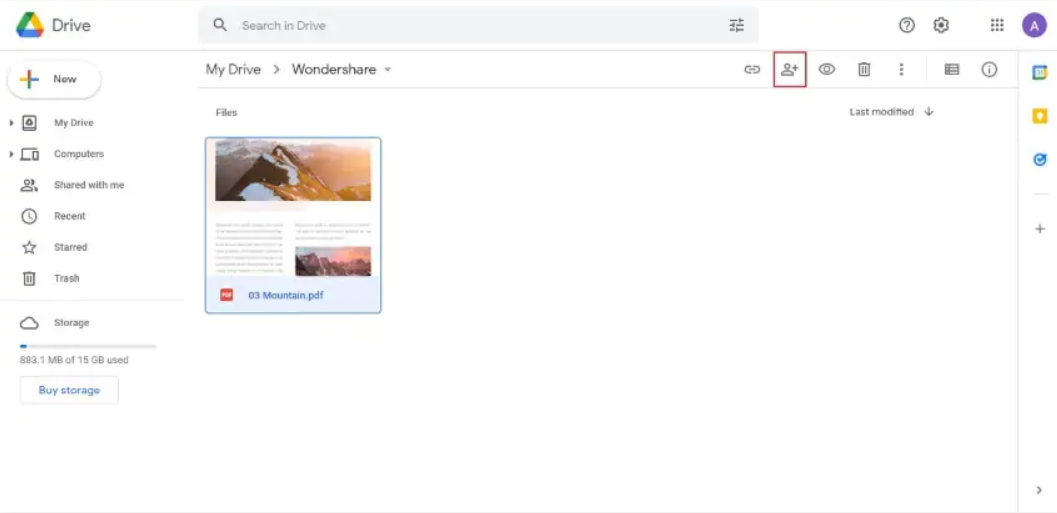 Drive
Search in Drive
A
New
My Drive
Computers
Shared with me
Recent
Starred
Trash
Storage
883.1 MB of 15 GB used
Buy storage
My Drive > Wondershare
Files
Last modified
PDF 03 Mountain.pdf